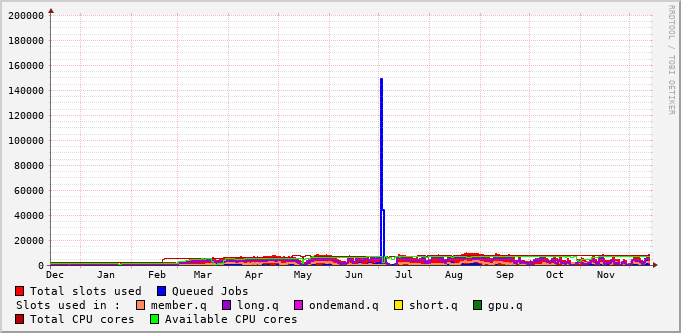 200000
180000
160000
140000
120000
100000
80000
60000
40000
20000
0
Dec Jan Feb Mar Apr May Jun Jul Aug Sep Oct Nov
Total slots used Queued Jobs
Slots used in : member.q long.q ondemand.q short.q gpu.q
Total CPU cores Available CPU cores
RRDTOOL / TOBI OETIKER